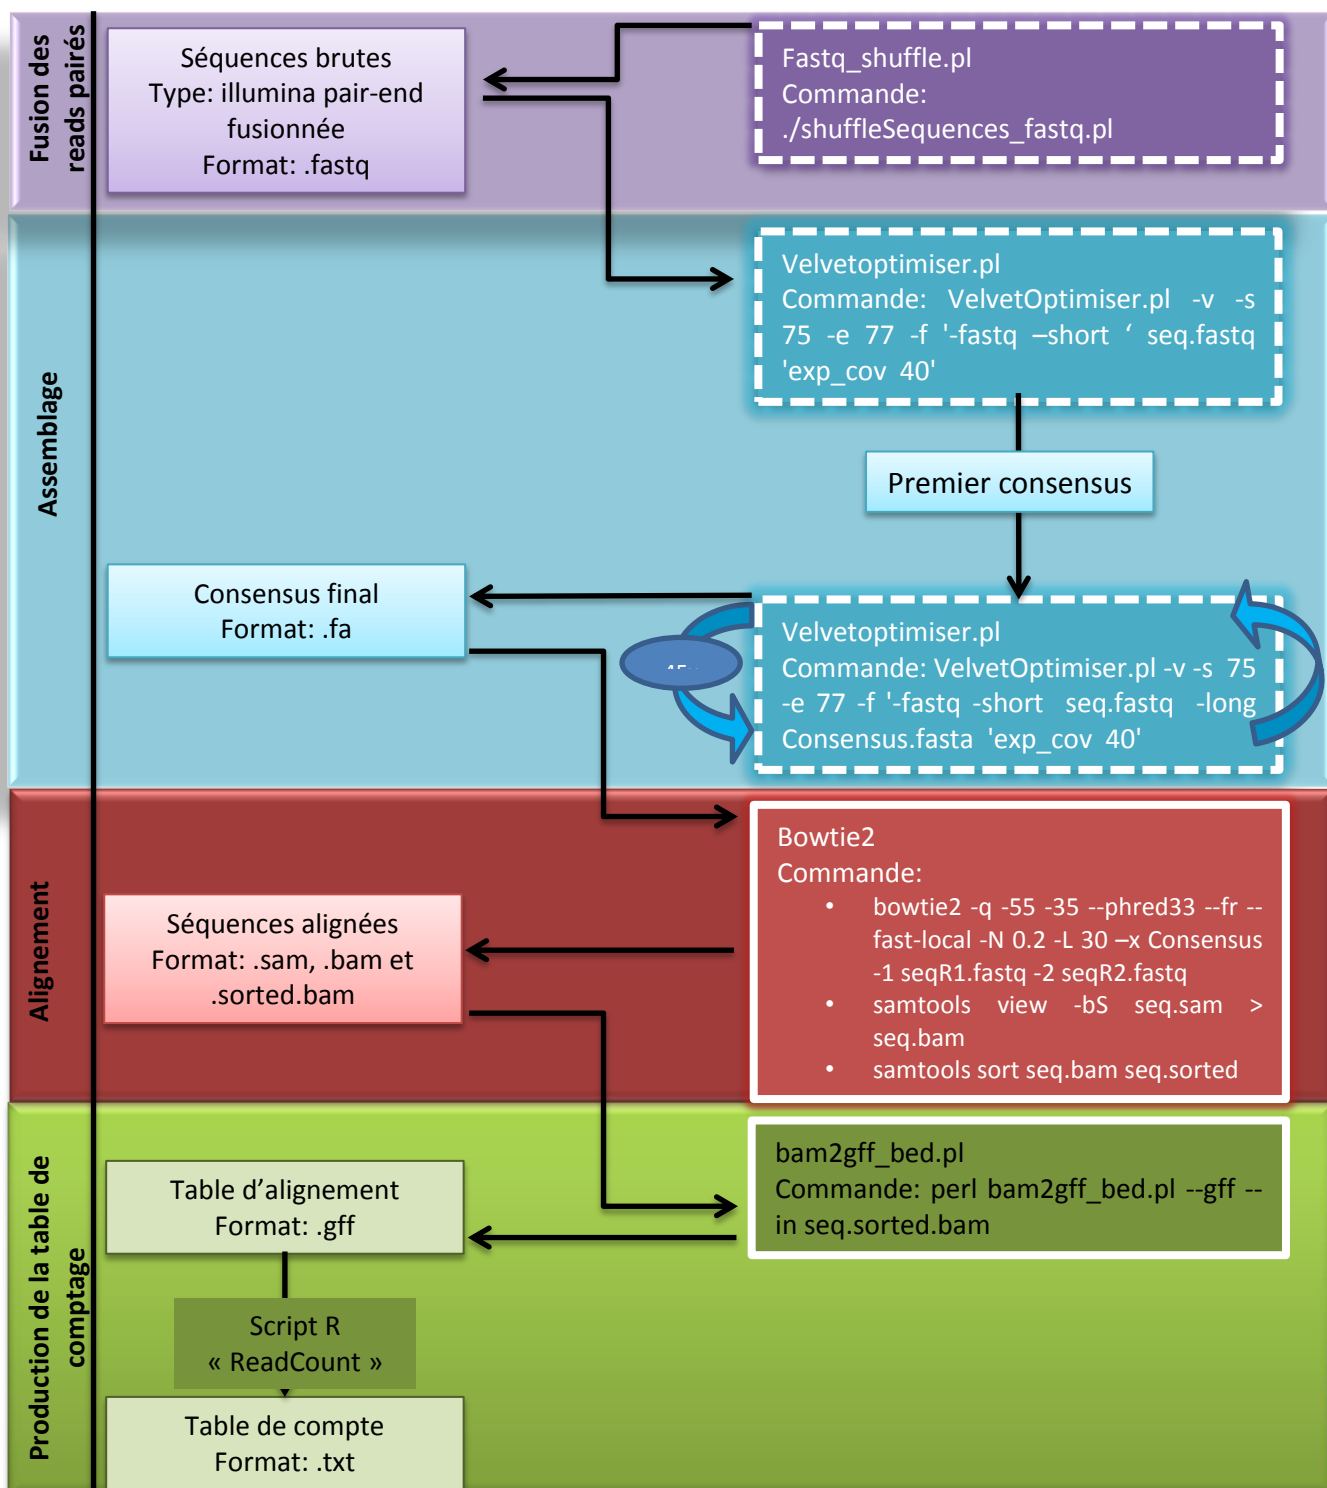 Fusion des
reads pairés
Séquences brutes
Type: illumina pair-end
fusionnée
Format: .fastq
Fastq_shuffle.pl
Commande:
./shuffleSequences_fastq.pl
Assemblage
Velvetoptimiser.pl
Commande: VelvetOptimiser.pl -v -s
75 -e 77 -f '-fastq –short ‘ seq.fastq
'exp_cov 40'
Premier consensus
Consensus final
Format: .fa
Velvetoptimiser.pl
Commande: VelvetOptimiser.pl -v -s 75
-e 77 -f '-fastq -short seq.fastq -long
Consensus.fasta 'exp_cov 40'
Alignement
Bowtie2
Commande:
• bowtie2 -q -55 -35 --phred33 --fr --
fast-local -N 0.2 -L 30 –x Consensus
-1 seqR1.fastq -2 seqR2.fastq
• samtools view -bS seq.sam >
seq.bam
• samtools sort seq.bam seq.sorted
Séquences alignées
Format: .sam, .bam et
.sorted.bam
Production de la table de
comptage
bam2gff_bed.pl
Commande: perl bam2gff_bed.pl --gff --
in seq.sorted.bam
Table d’alignement
Format: .gff
Script R
« ReadCount »
Table de compte
Format: .txt